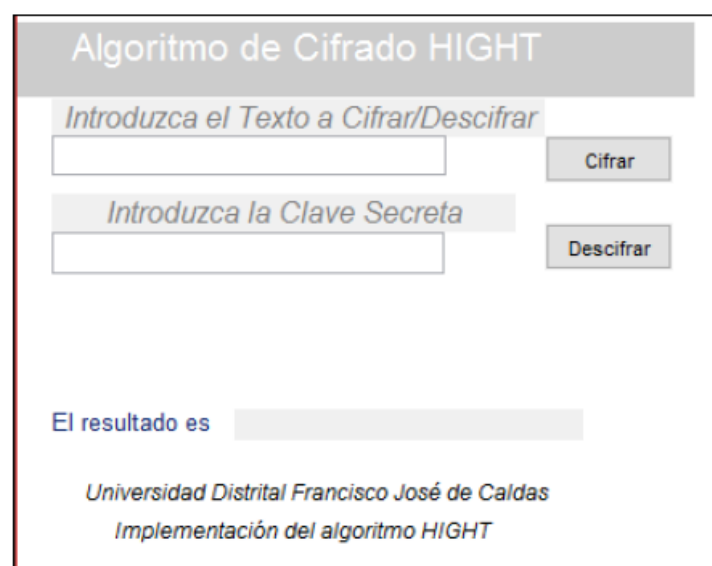 Algoritmo de Cifrado HIGHT
Introduzca el Texto a Cifrar/Descifrar
Cifrar
Introduzca la Clave Secreta
Descifrar
El resultado es
Universidad Distrital Francisco José de Caldas
Implementación del algoritmo HIGHT